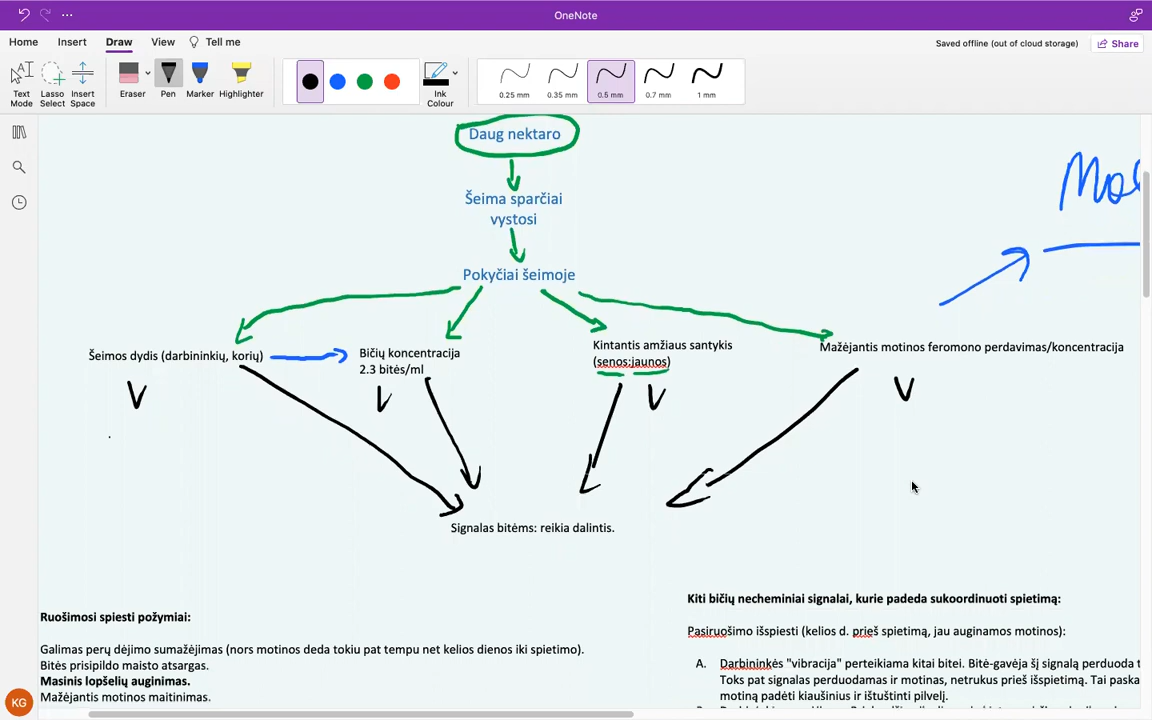 OneNote
Home Insert Draw View Tell me
Saved offline (out of cloud storage) Share
Text Mode
Lasso Select
Insert Space
Eraser
Pen
Marker
Highlighter
Ink Colour
0.25 mm
0.35 mm
0.5 mm
0.7 mm
1 mm
Daug nektaro
Šeima sparčiai
vystosi
Pokyčiai šeimoje
Šeimos dydis (darbininkių, korių)
Bičių koncentracija
2.3 bitės/ml
Kintantis amžiaus santykis
(senos:jaunos)
Mažėjantis motinos feromono perdavimas/koncentracija
V
V
V
V
Signalas bitėms: reikia dalintis.
Ruošimosi spiesti požymiai:
Galimas perų dėjimo sumažėjimas (nors motinos deda tokiu pat tempu net kelios dienos iki spietimo).
Bitės prisipildo maisto atsargas.
Masinis lopšelių auginimas.
Mažėjantis motinos maitinimas.
Kiti bičių necheminiai signalai, kurie padeda sukoordinuoti spietimą:
Pasiruošimo išspiesti (kelios d. prieš spietimą, jau auginamos motinos):
A. Darbininkės "vibracija" perteikiama kitai bitei. Bitė-gavėja šį signalą perduoda t
Toks pat signalas perduodamas ir motinas, netrukus prieš išspietimą. Tai paska
motiną padėti kiaušinius ir ištuštinti pilvelį.
KG